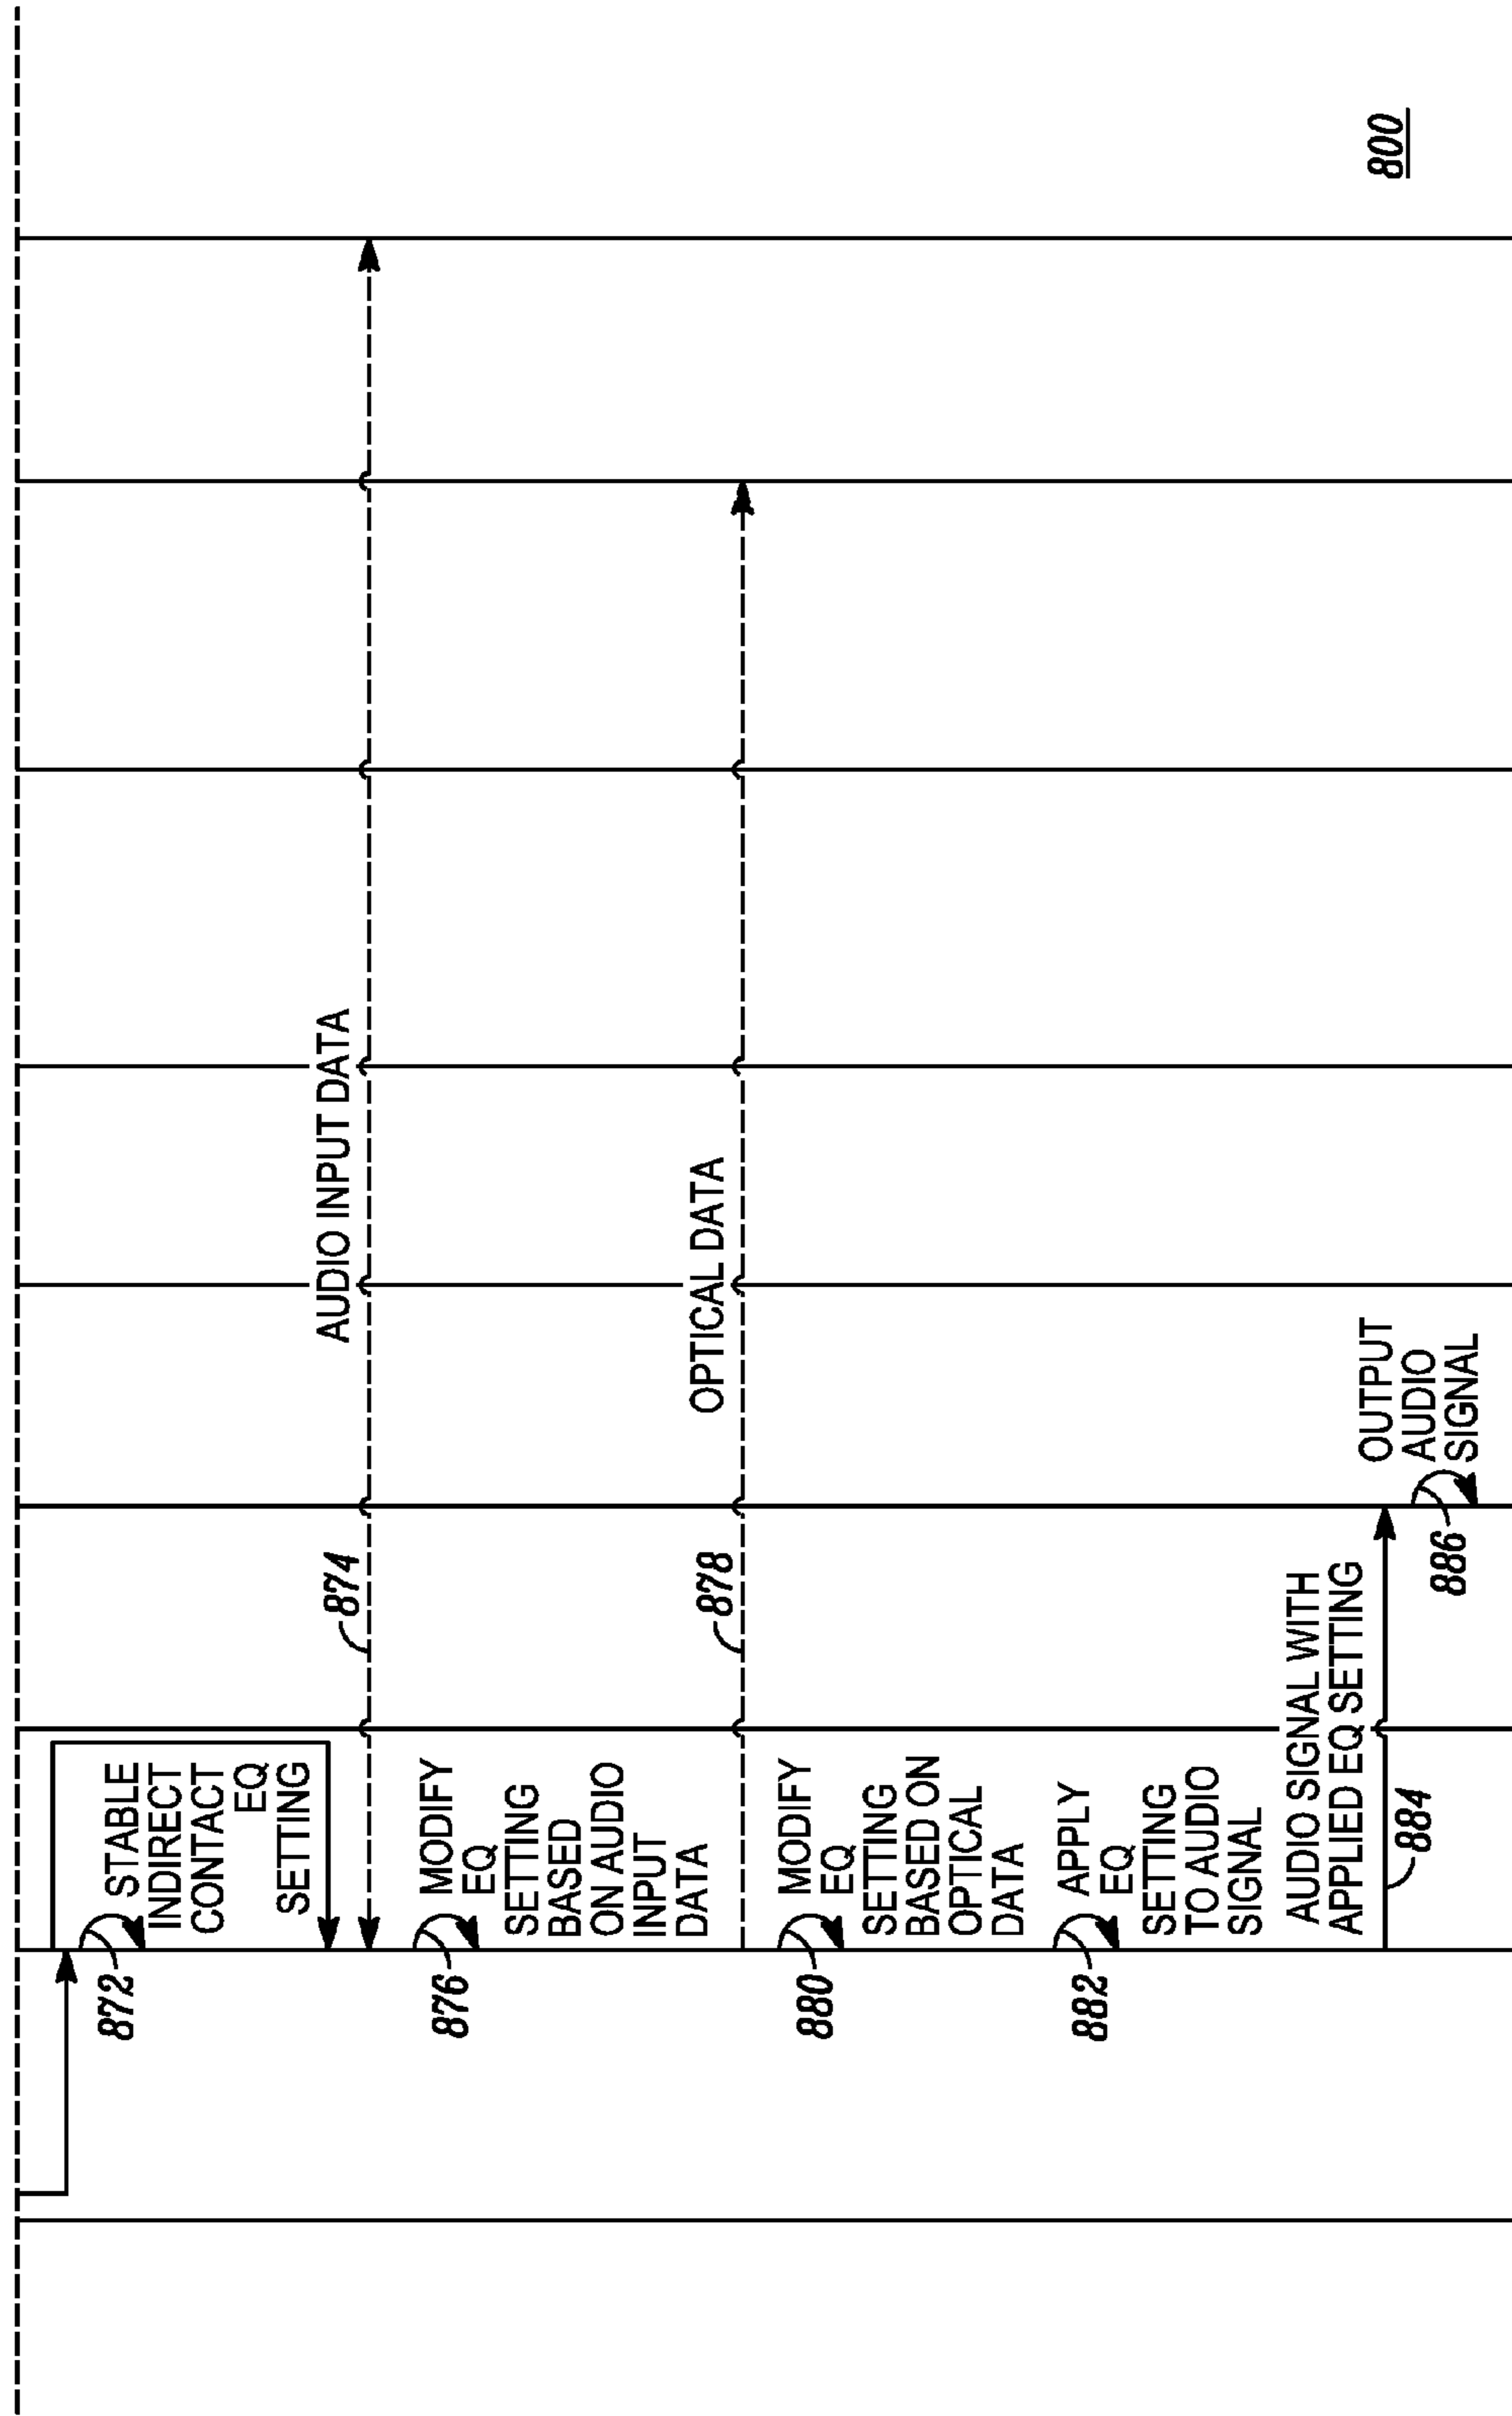 872
STABLE
INDIRECT
CONTACT
EQ
SETTING
874
AUDIO INPUT DATA
876
MODIFY
EQ
SETTING
BASED
ON AUDIO
INPUT
DATA
878
OPTICAL DATA
880
MODIFY
EQ
SETTING
BASED ON
OPTICAL
DATA
882
APPLY
EQ
SETTING
TO AUDIO
SIGNAL
AUDIO SIGNAL WITH
APPLIED EQ SETTING
884
886
OUTPUT
AUDIO
SIGNAL
800